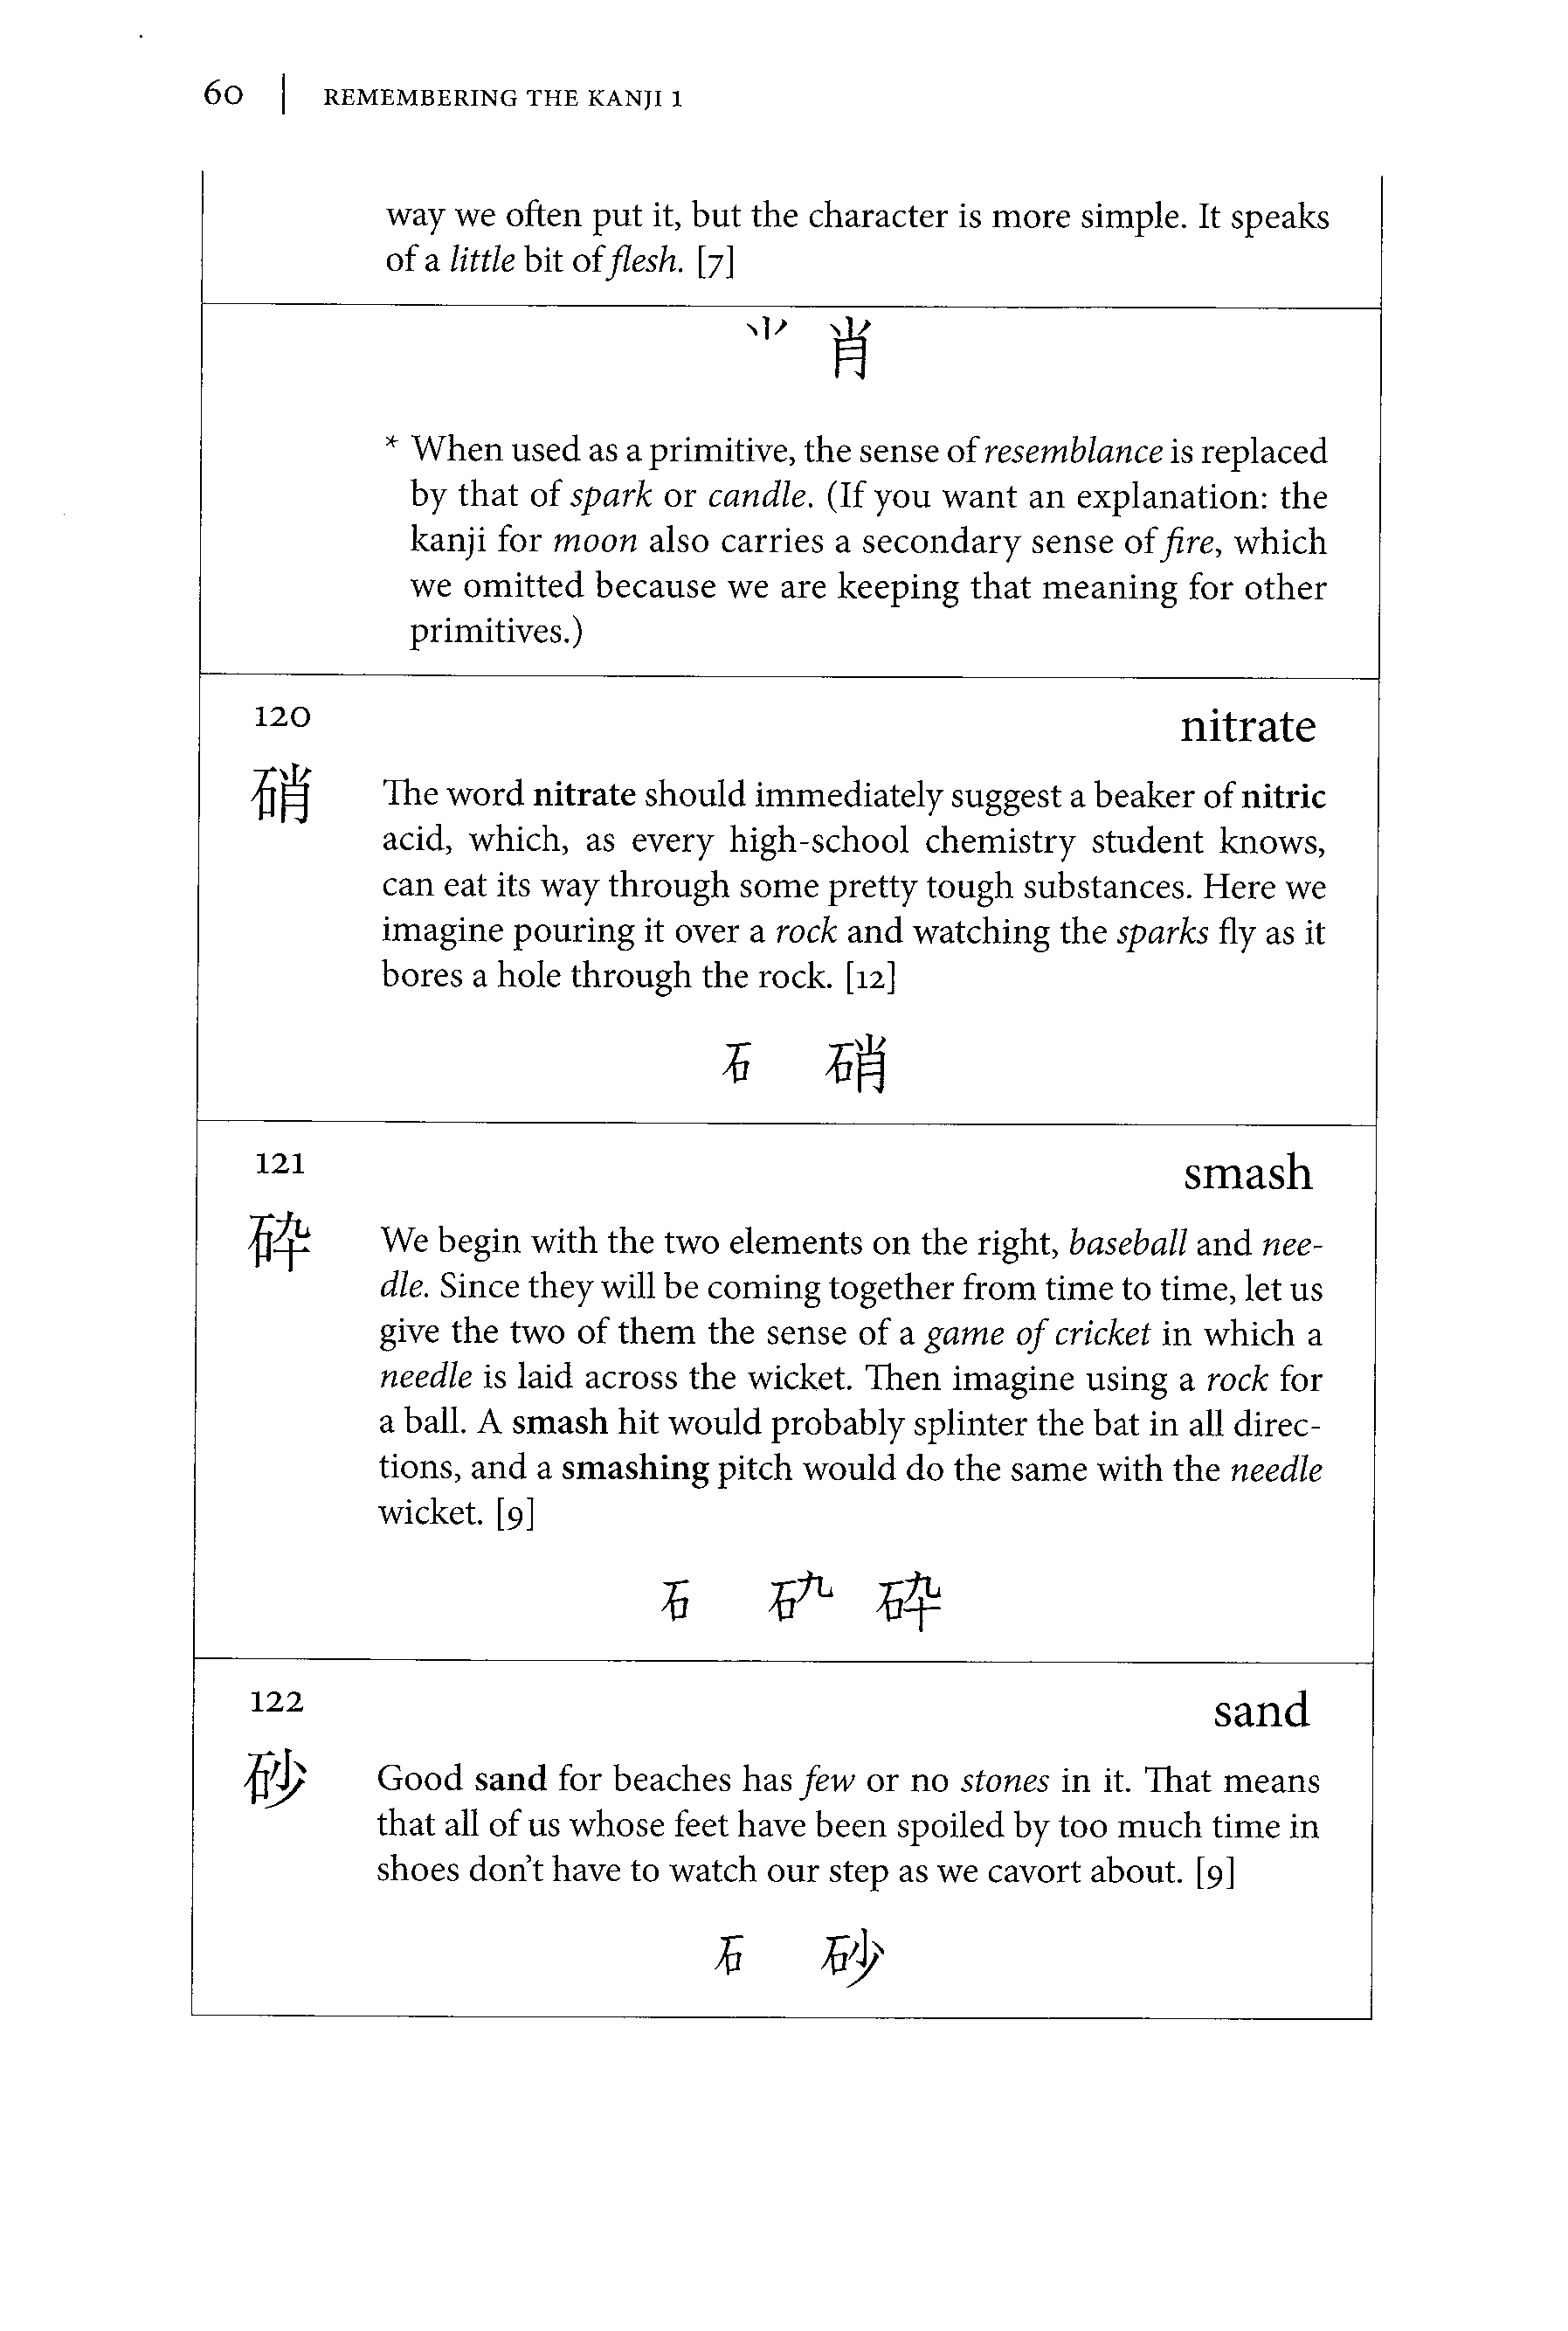 60 | REMEMBERING THE KANJI 1
way we often put it, but the character is more simple. It speaks
of a little bit of flesh. [7]
⺌ 肖
* When used as a primitive, the sense of resemblance is replaced
by that of spark or candle. (If you want an explanation: the
kanji for moon also carries a secondary sense of fire, which
we omitted because we are keeping that meaning for other
primitives.)
120 nitrate
硝
The word nitrate should immediately suggest a beaker of nitric
acid, which, as every high-school chemistry student knows,
can eat its way through some pretty tough substances. Here we
imagine pouring it over a rock and watching the sparks fly as it
bores a hole through the rock. [12]
石 硝
121 smash
砕
We begin with the two elements on the right, baseball and nee-
dle. Since they will be coming together from time to time, let us
give the two of them the sense of a game of cricket in which a
needle is laid across the wicket. Then imagine using a rock for
a ball. A smash hit would probably splinter the bat in all direc-
tions, and a smashing pitch would do the same with the needle
wicket. [9]
石 石九 砕
122 sand
砂
Good sand for beaches has few or no stones in it. That means
that all of us whose feet have been spoiled by too much time in
shoes don't have to watch our step as we cavort about. [9]
石 砂